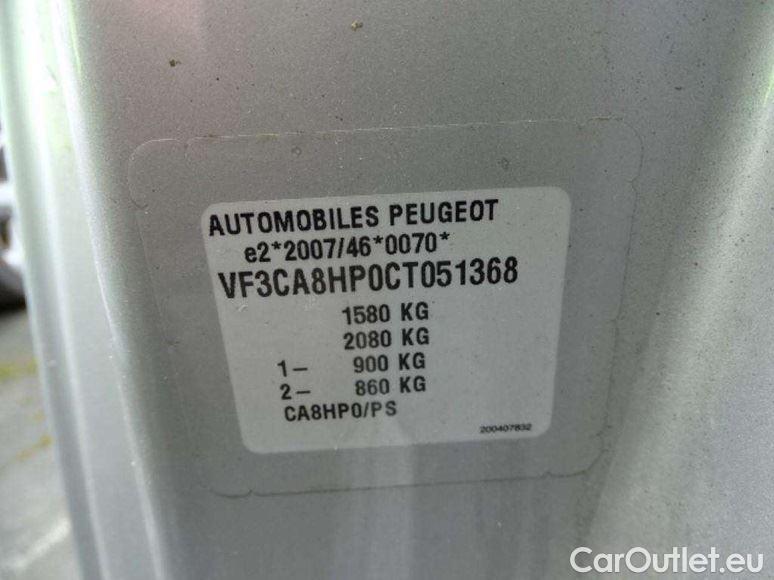 AUTOMOBILES PEUGEOT
e2*2007/46*0070*
VF3CA8HP0CT051368
1580 KG
2080 KG
1– 900 KG
2– 860 KG
CA8HP0/PS
200407832
CarOutlet.eu